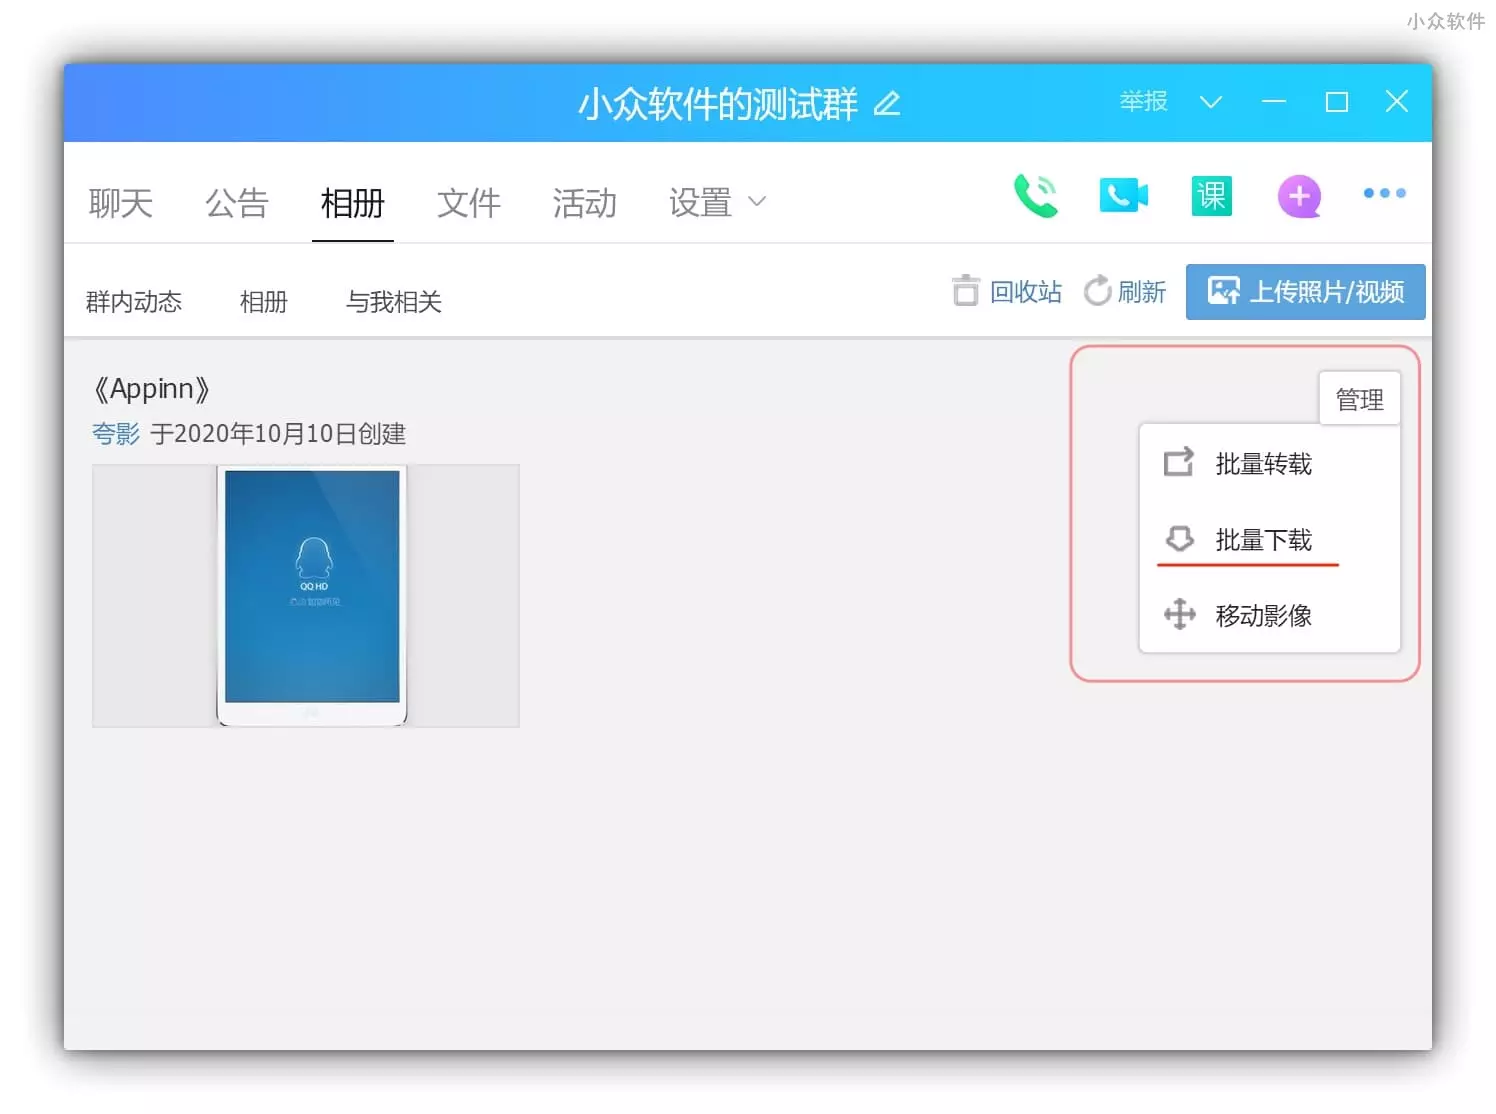 小众软件
小众软件的测试群
举报
聊天 公告 相册 文件 活动 设置
课
群内动态 相册 与我相关
回收站 刷新 上传照片/视频
《Appinn》
管理
夸影 于2020年10月10日创建
批量转载
批量下载
移动影像
QQ HD